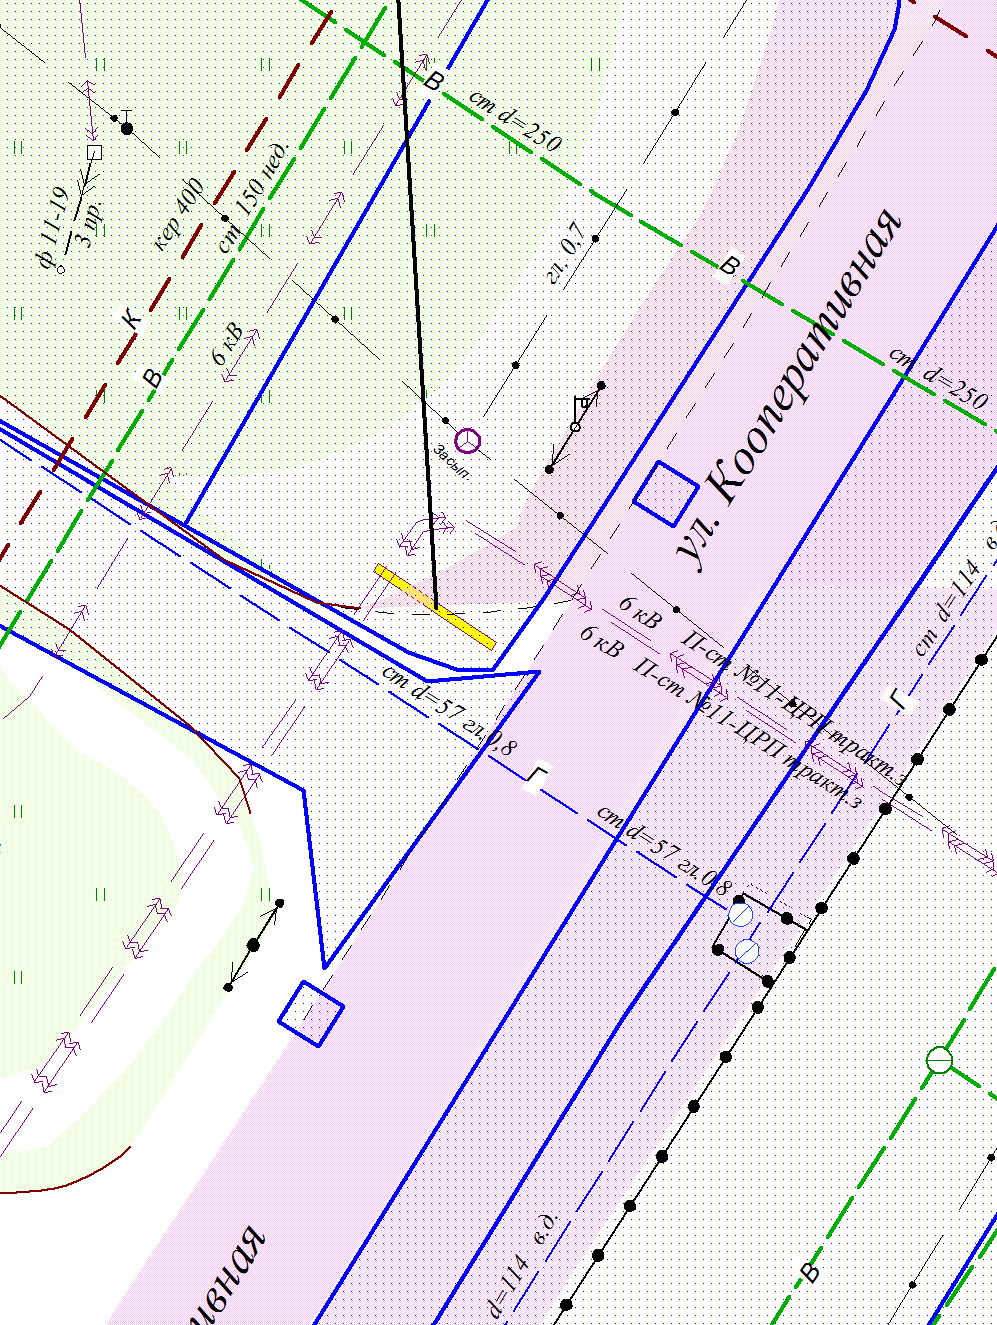 В
ст d=250
кер 400
ст 150 нед.
ф 11-19
3 пр.
гл. 0,7
В
ул. Кооперативная
К
6 кВ
В
ст d=250
Засып.
в.д.
ст d=114
6 кВ П-ст №11-ЦРП тракт.3
6 кВ П-ст №11-ЦРП тракт.3
Г
ст d=57 гл.0,8
Г
ст d=57 гл.0,8
d=114 в.д.
В
ивная